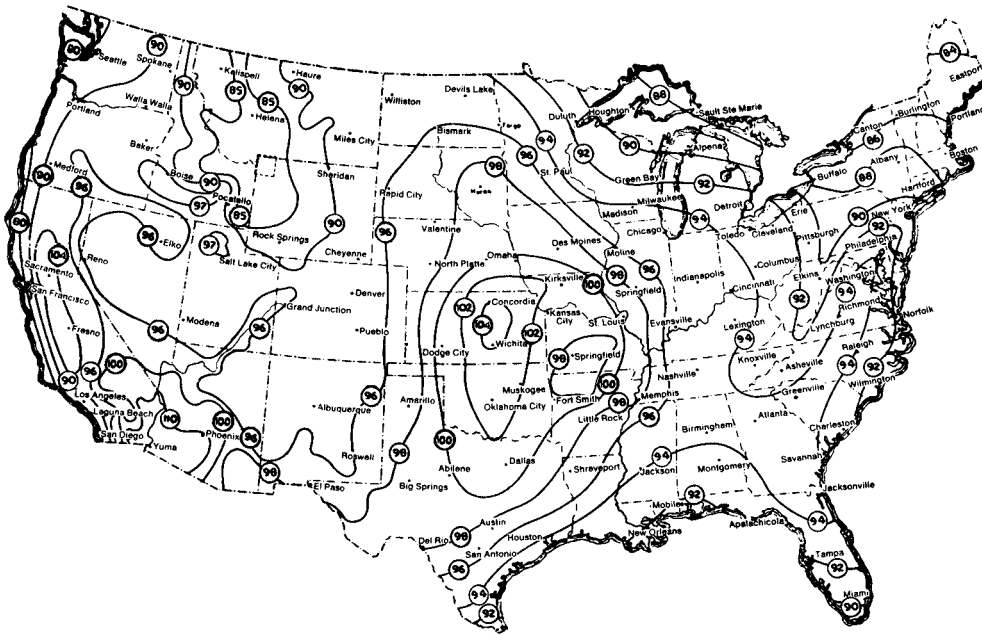 90
84
80
Seattle
Spokane
Kalispell
Haure
Eastport
90
85
85
90
Williston
Devils Lake
88
Houghton
Sault Ste Marie
Duluth
Burlington
Portland
Walla Walla
Helena
Canton
Portland
Bismarck
Fargo
94
86
Baker
Miles City
96
92
90
Alpena
Albany
Boston
Medford
Boise
90
Sheridan
98
St. Paul
Green Bay
92
Buffalo
88
Hartford
90
96
97
Pocatello
85
Rapid City
Huron
Milwaukee
Detroit
Erie
90
New York
80
96
Elko
97
Rock Springs
90
96
Valentine
Madison
94
Chicago
Toledo
Cleveland
Pittsburgh
92
Philadelphia
104
Reno
Salt Lake City
Cheyenne
North Platte
Omaha
Des Moines
Moline
96
Columbus
Elkins
Washington
Sacramento
Kirksville
100
98
Springfield
Indianapolis
Cincinnati
92
94
Richmond
San Francisco
Grand Junction
Denver
Concordia
102
104
Kansas City
St. Louis
Evansville
Lexington
Lynchburg
Norfolk
Fresno
96
Modena
96
Pueblo
Wichita
102
94
Raleigh
90
96
100
Dodge City
98
Springfield
Knoxville
Asheville
94
92
Los Angeles
Nashville
Greenville
Wilmington
Laguna Beach
110
100
Albuquerque
96
Amarillo
Muskogee
100
Fort Smith
98
Memphis
San Diego
Phoenix
96
Oklahoma City
Little Rock
96
Atlanta
Charleston
Yuma
Roswell
98
100
Birmingham
98
El Paso
Abilene
Dallas
Shreveport
94
Jackson
Montgomery
Savannah
Big Springs
92
Jacksonville
Austin
Mobile
Apalachicola
94
Del Rio
98
Houston
New Orleans
San Antonio
96
Tampa
92
94
Miami
92
90